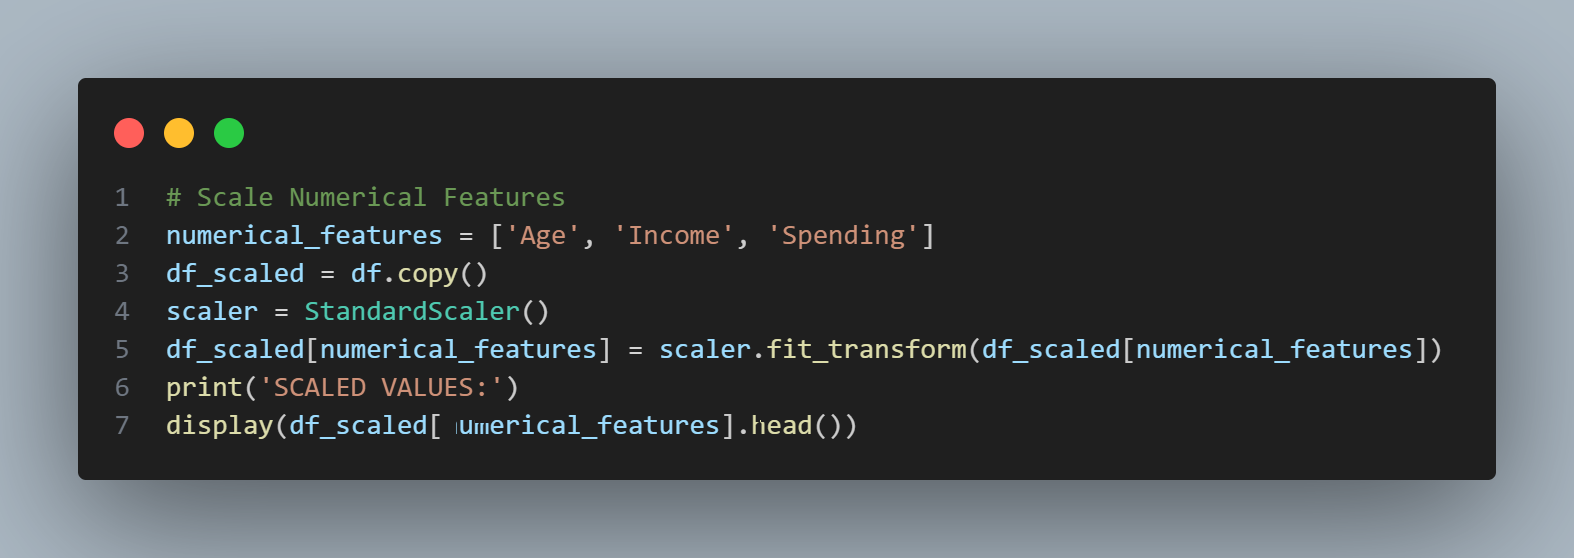 1 # Scale Numerical Features
2 numerical_features = ['Age', 'Income', 'Spending']
3 df_scaled = df.copy()
4 scaler = StandardScaler()
5 df_scaled[numerical_features] = scaler.fit_transform(df_scaled[numerical_features])
6 print('SCALED VALUES:')
7 display(df_scaled[numerical_features].head())